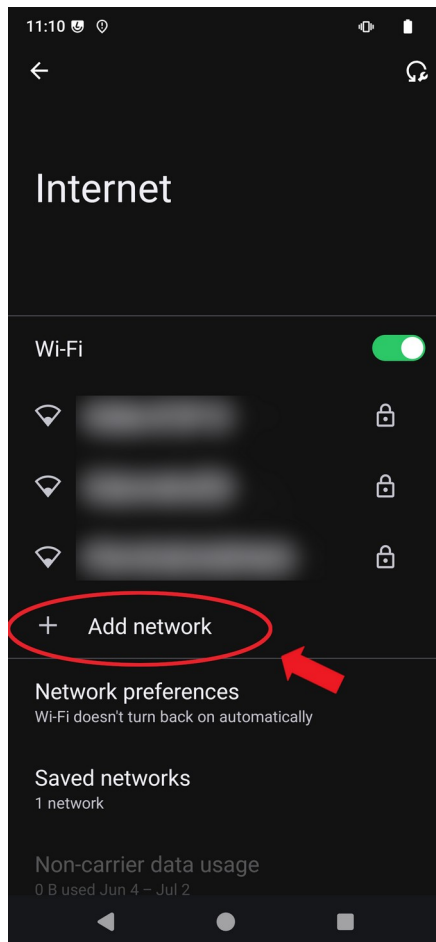 11:10
Internet
Wi-Fi
Add network
Network preferences
Wi-Fi doesn't turn back on automatically
Saved networks
1 network
Non-carrier data usage
0 B used Jun 4 – Jul 2